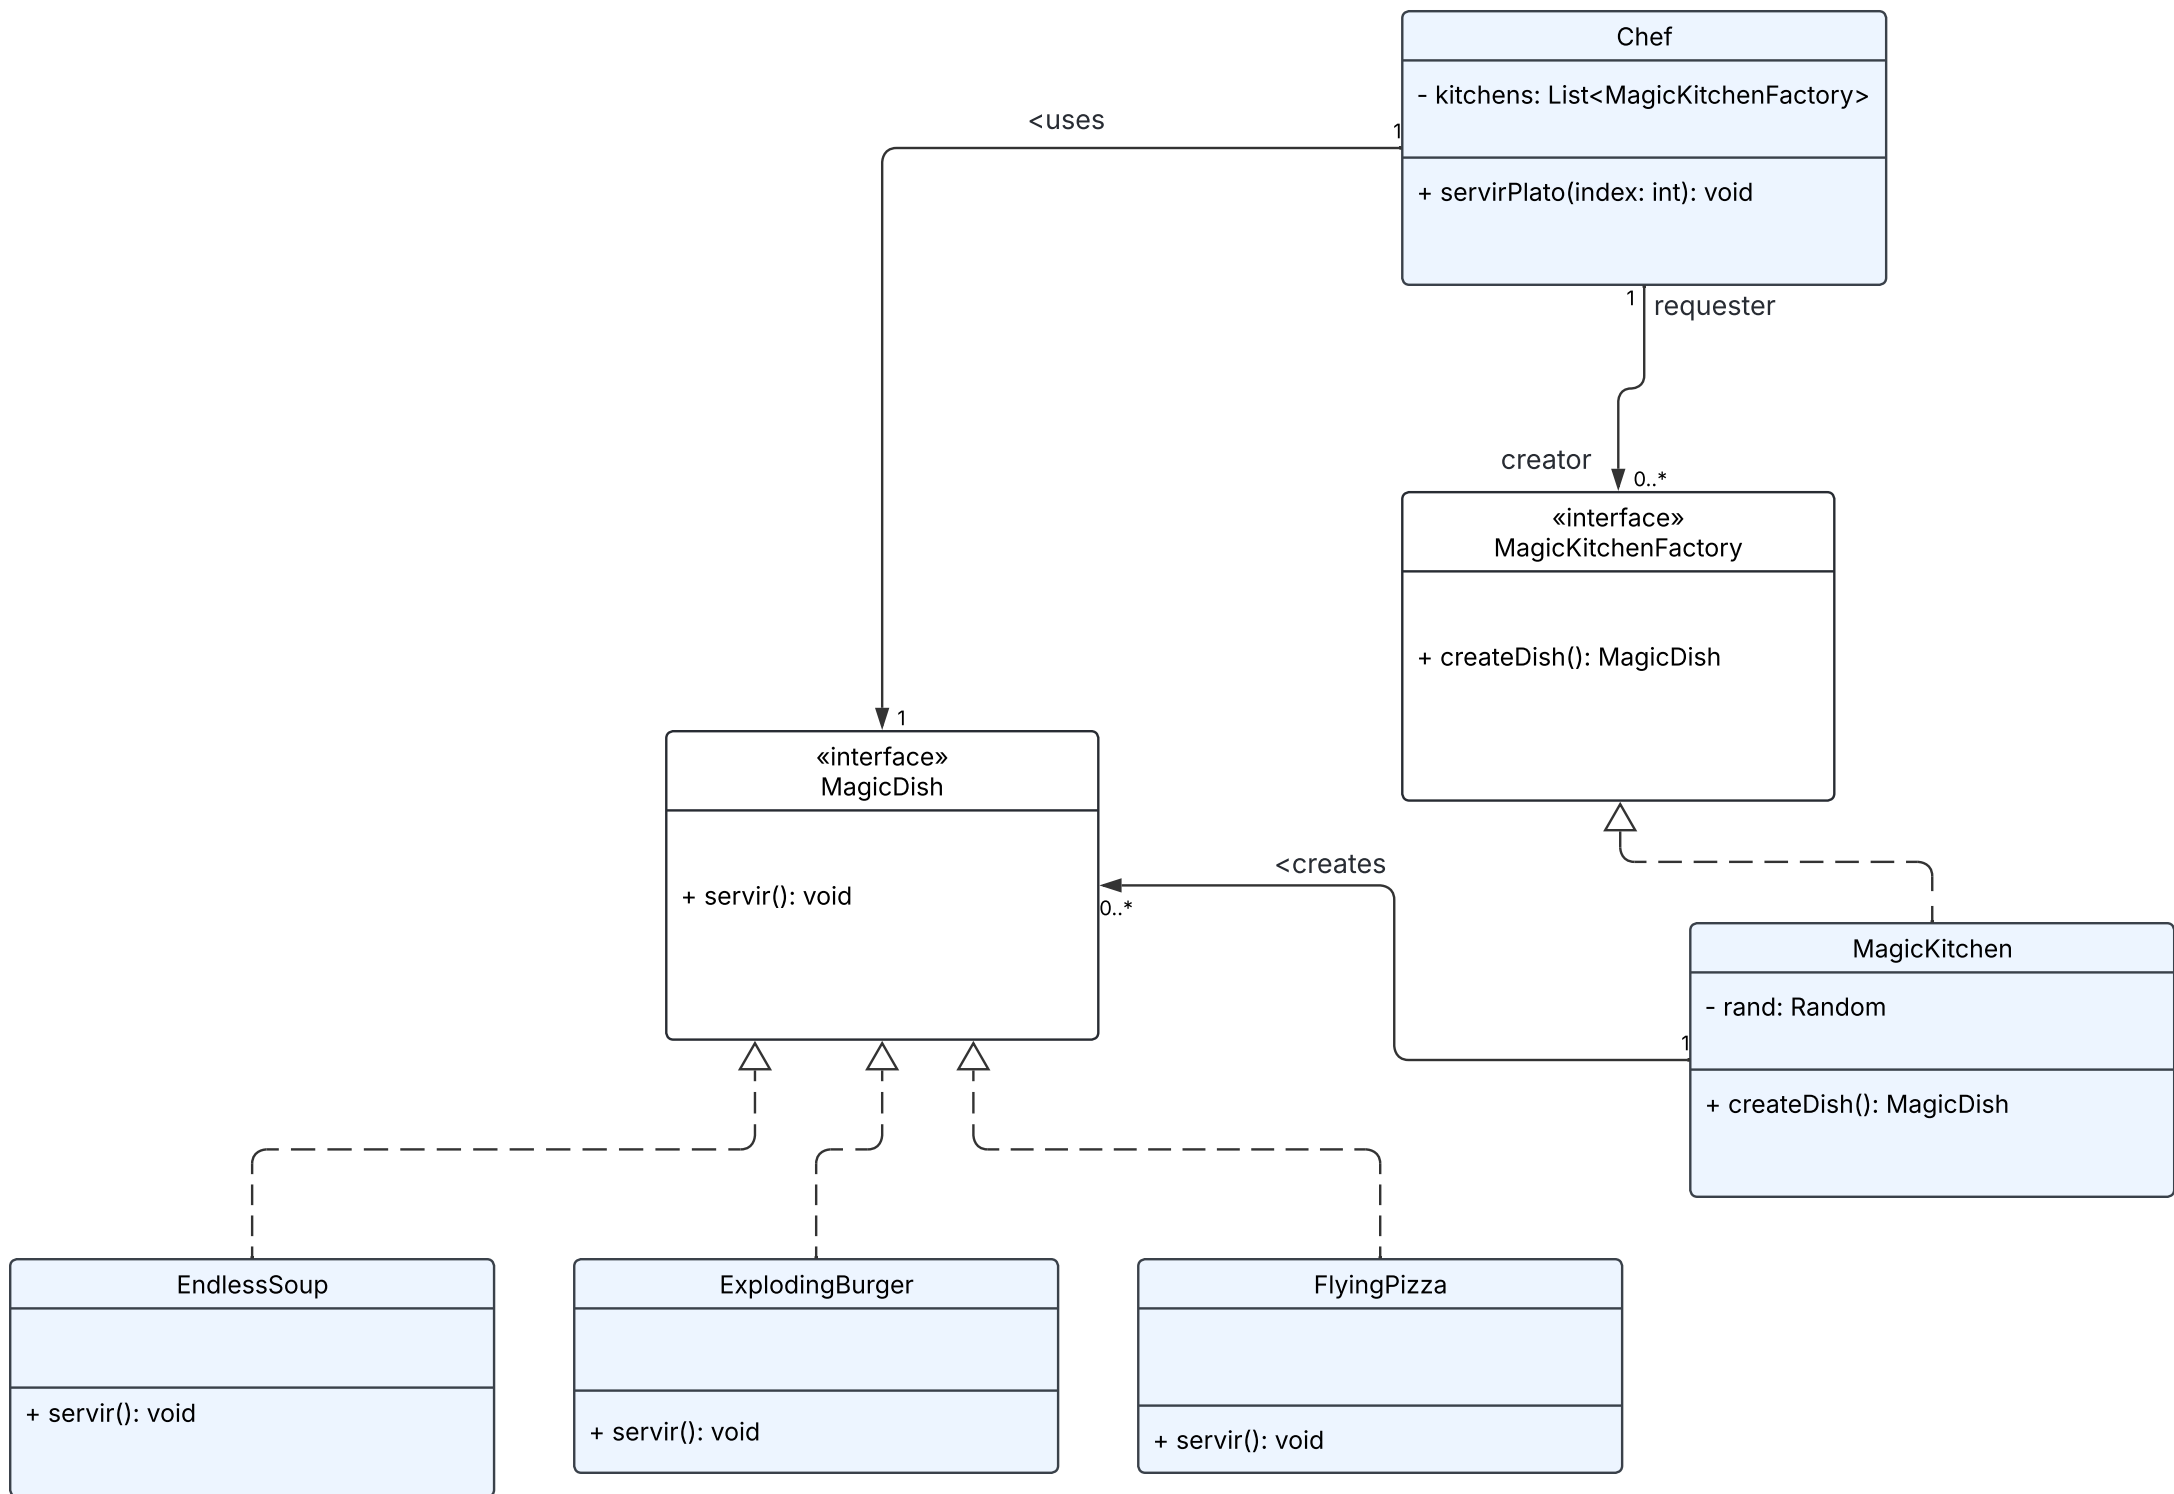 Chef
- kitchens: List<MagicKitchenFactory>
<uses
1
+ servirPlato(index: int): void
1
requester
creator
0..*
«interface»
MagicKitchenFactory
+ createDish(): MagicDish
1
«interface»
MagicDish
<creates
+ servir(): void
0..*
MagicKitchen
- rand: Random
1
+ createDish(): MagicDish
EndlessSoup
+ servir(): void
ExplodingBurger
+ servir(): void
FlyingPizza
+ servir(): void